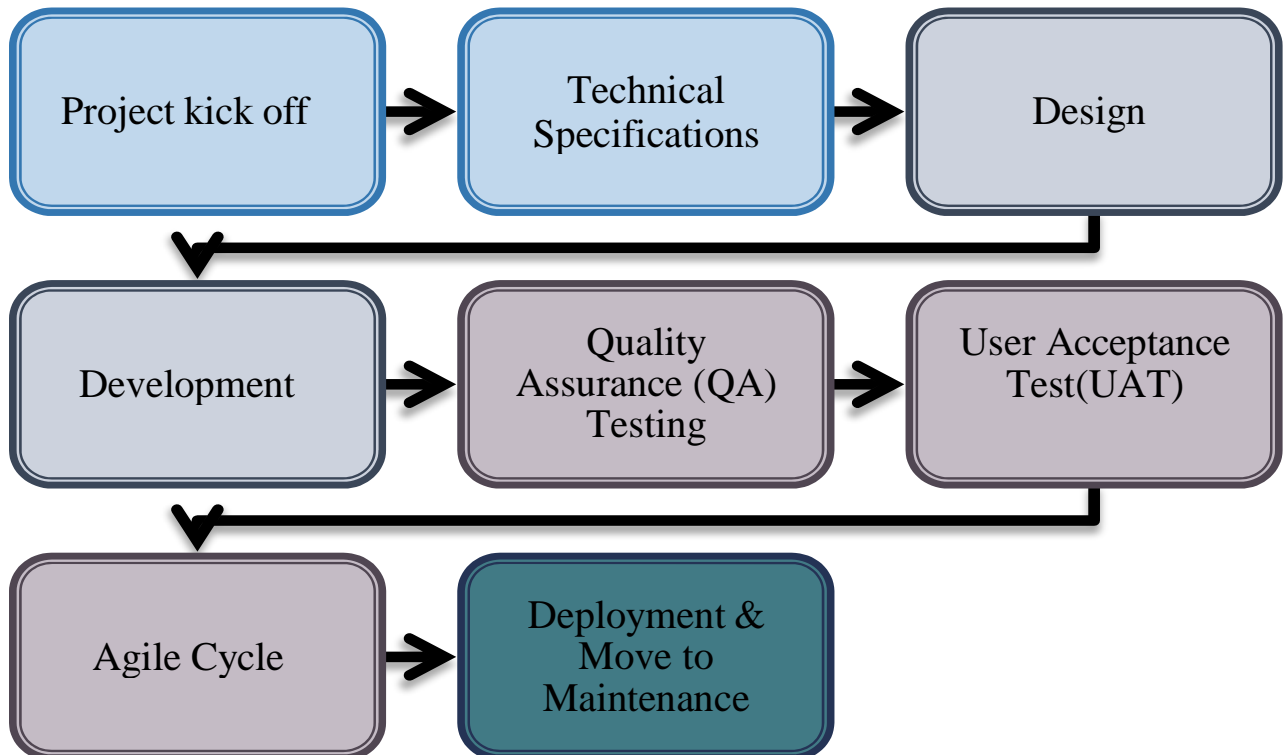 Project kick off
Technical
Specifications
Design
Development
Quality
Assurance (QA)
Testing
User Acceptance
Test(UAT)
Agile Cycle
Deployment &
Move to
Maintenance